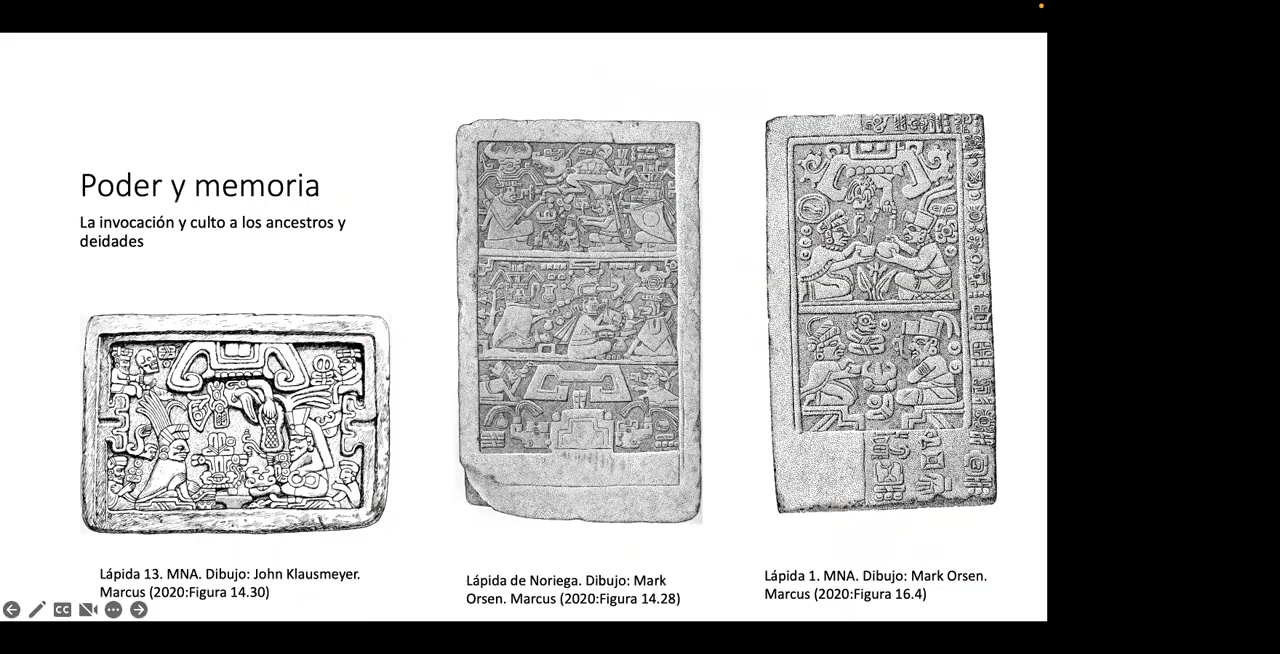 Poder y memoria
La invocación y culto a los ancestros y
deidades
Lápida 13. MNA. Dibujo: John Klausmeyer.
Marcus (2020:Figura 14.30)
Lápida de Noriega. Dibujo: Mark
Orsen. Marcus (2020:Figura 14.28)
Lápida 1. MNA. Dibujo: Mark Orsen.
Marcus (2020:Figura 16.4)
CC